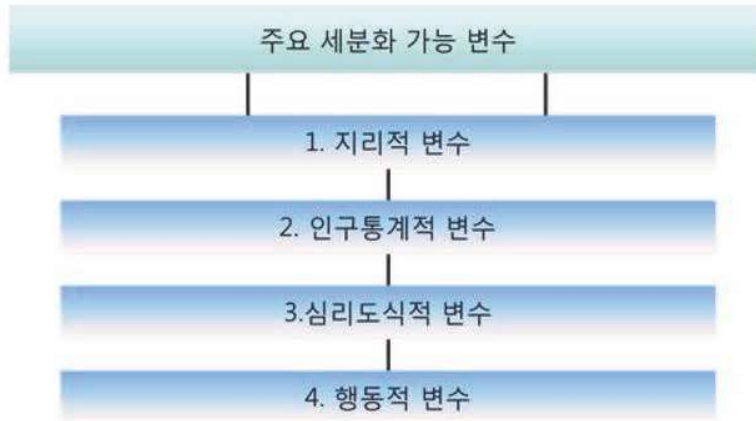 주요 세분화 가능 변수
1. 지리적 변수
2. 인구통계적 변수
3.심리도식적 변수
4. 행동적 변수